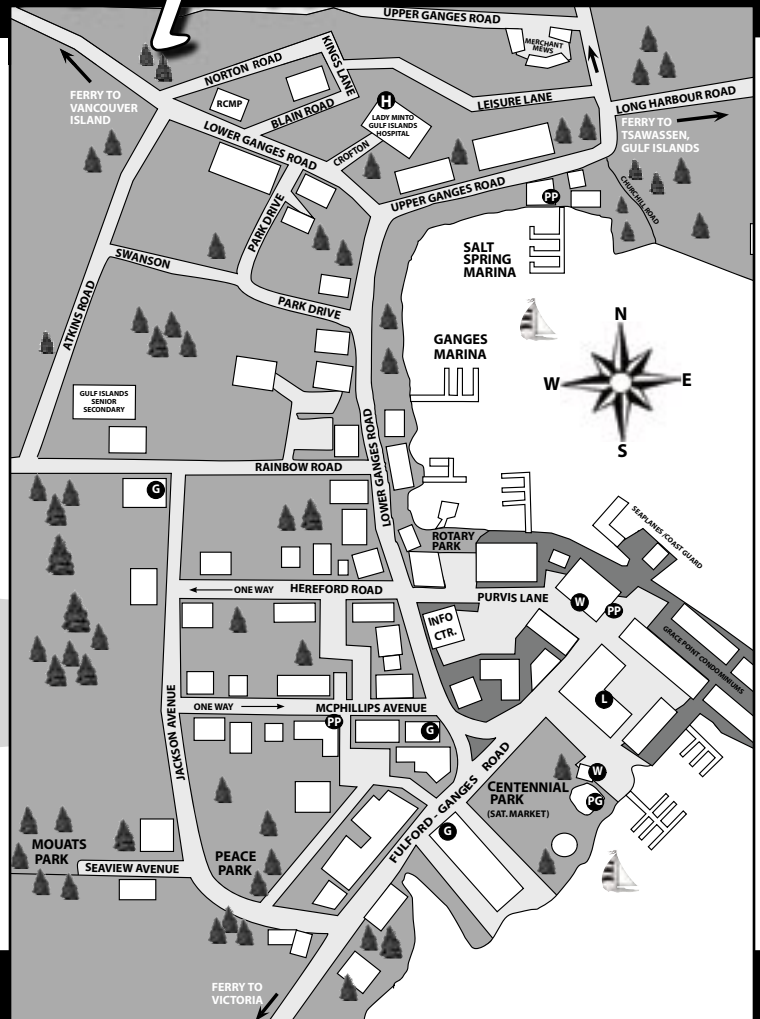 UPPER GANGES ROAD
MERCHANT
MEWS
NORTON ROAD
KINGS LANE
FERRY TO
VANCOUVER
ISLAND
RCMP
BLAIN ROAD
H
LADY MINTO
GULF ISLANDS
HOSPITAL
LEISURE LANE
LONG HARBOUR ROAD
FERRY TO
TSAWASSEN,
GULF ISLANDS
LOWER GANGES ROAD
CROFTON
UPPER GANGES ROAD
PP
CHURCHILL ROAD
PARK DRIVE
SWANSON
SALT
SPRING
MARINA
PARK DRIVE
ATKINS ROAD
GANGES
MARINA
N
W
E
S
GULF ISLANDS
SENIOR
SECONDARY
LOWER GANGES ROAD
RAINBOW ROAD
G
ROTARY
PARK
SEAPLANES /COAST GUARD
ONE WAY
HEREFORD ROAD
PURVIS LANE
W
PP
INFO
CTR.
GRACE POINT CONDOMINIUMS
L
JACKSON AVENUE
ONE WAY
MCPHILLIPS AVENUE
PP
G
FULFORD - GANGES ROAD
CENTENNIAL
PARK
(SAT. MARKET)
W
PG
G
MOUATS
PARK
SEAVIEW AVENUE
PEACE
PARK
FERRY TO
VICTORIA